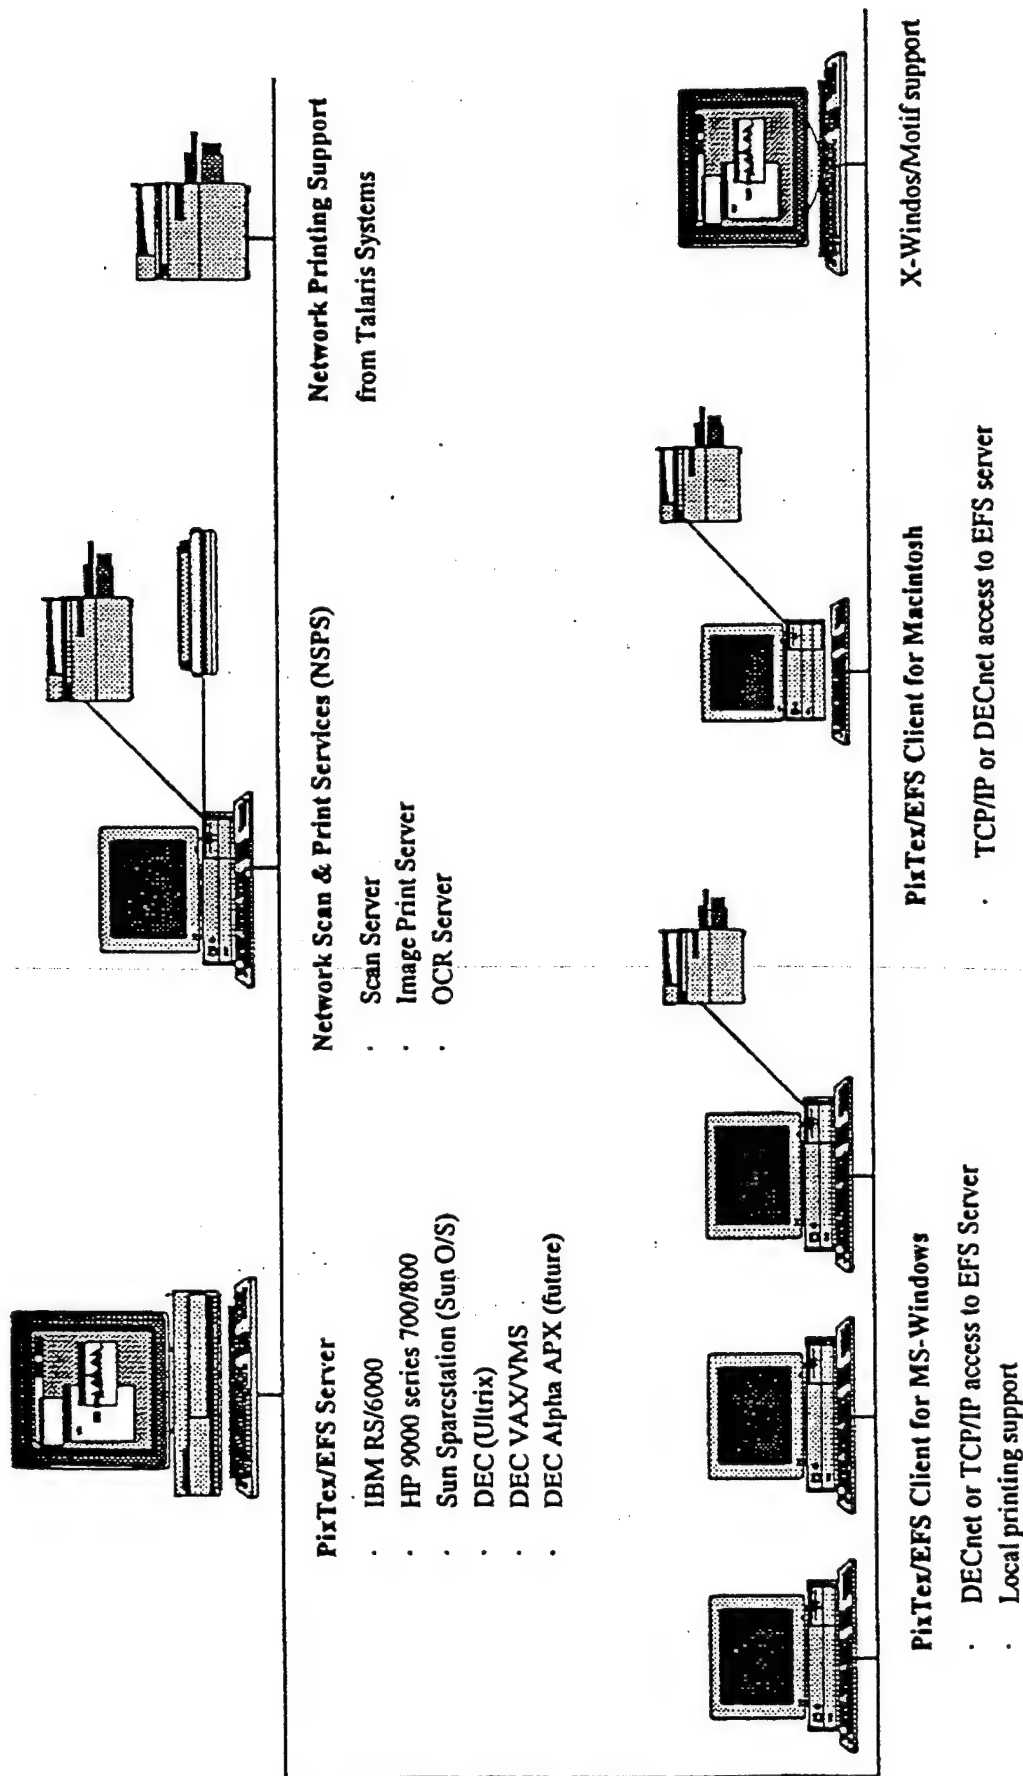 PixTex/EFS Server
· IBM RS/6000
· HP 9000 series 700/800
· Sun Sparcstation (Sun O/S)
· DEC (Ultrix)
· DEC VAX/VMS
· DEC Alpha APX (future)
Network Scan & Print Services (NSPS)
· Scan Server
· Image Print Server
· OCR Server
Network Printing Support
from Talaris Systems
PixTex/EFS Client for MS-Windows
· DECnet or TCP/IP access to EFS Server
· Local printing support
PixTex/EFS Client for Macintosh
· TCP/IP or DECnet access to EFS server
X-Windos/Motif support